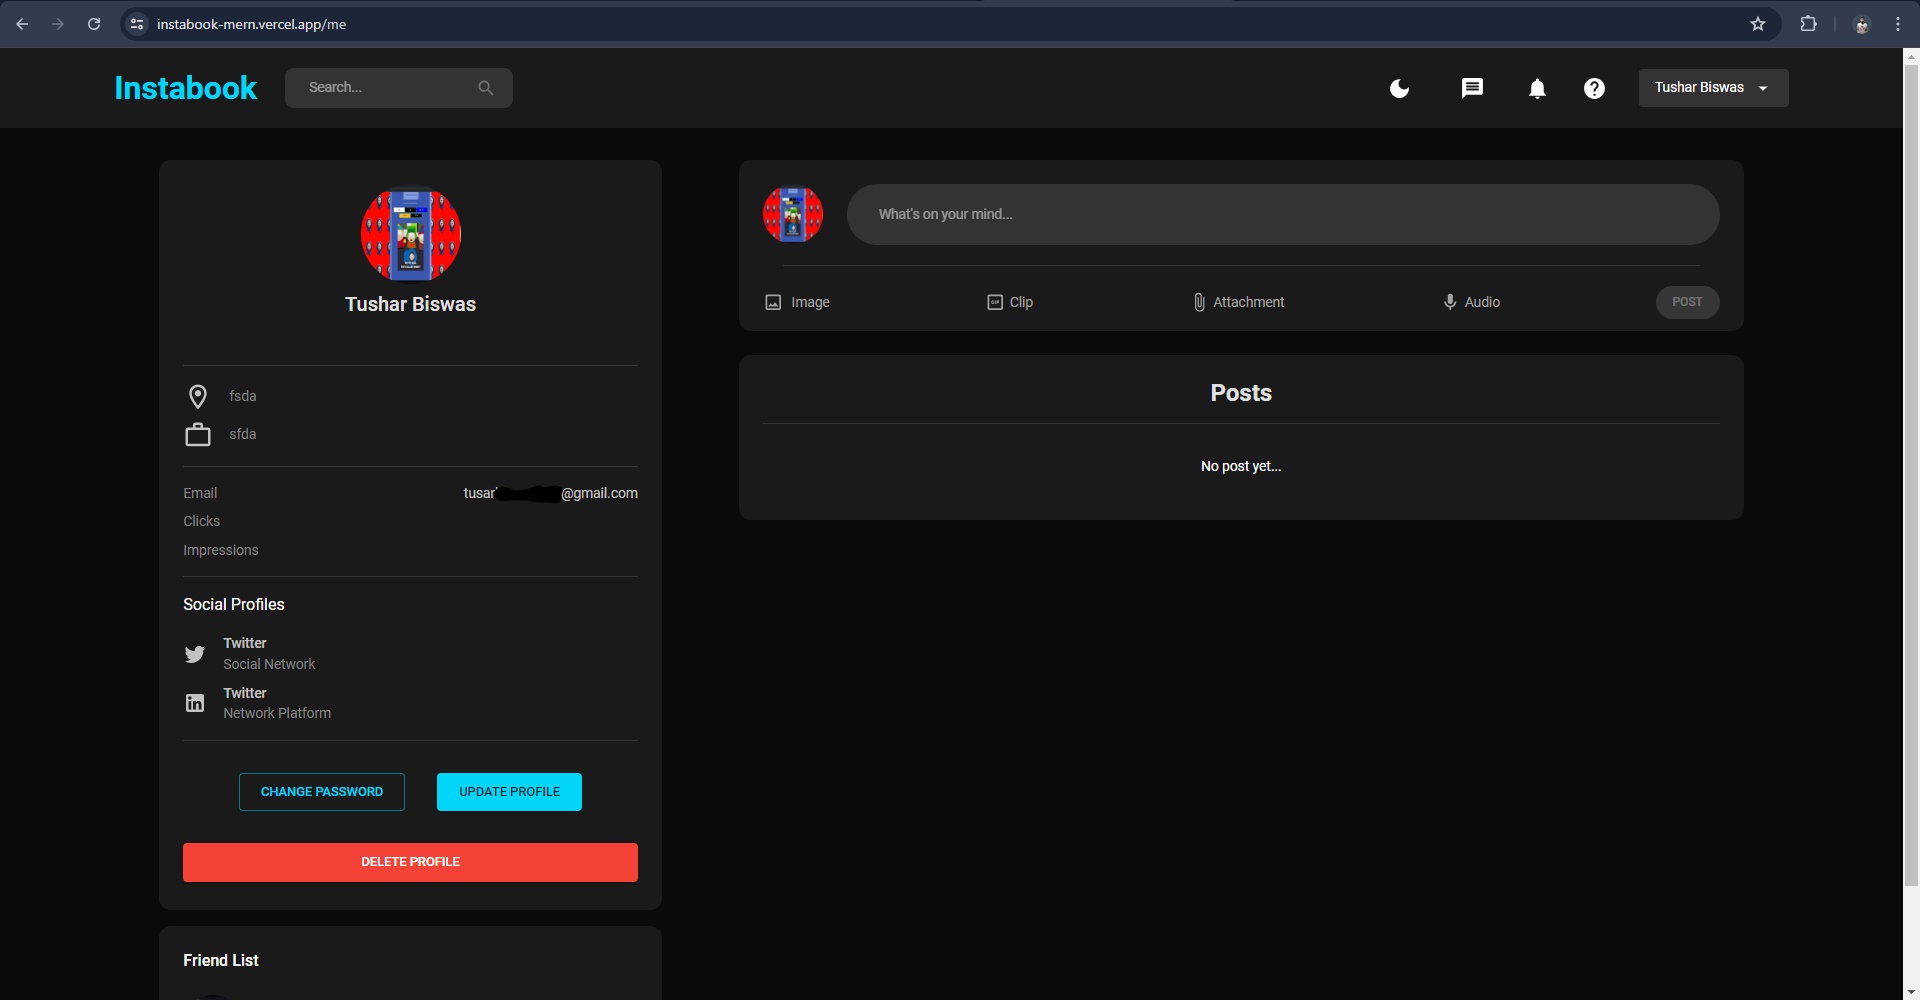 instabook-mern.vercel.app/me
Instabook
Search...
Tushar Biswas
Tushar Biswas
fsda
sfda
Email
@gmail.com
Clicks
Impressions
Social Profiles
Twitter
Social Network
Twitter
Network Platform
CHANGE PASSWORD
UPDATE PROFILE
DELETE PROFILE
Friend List
What's on your mind...
Image
GIF
Clip
Attachment
Audio
POST
Posts
No post yet...